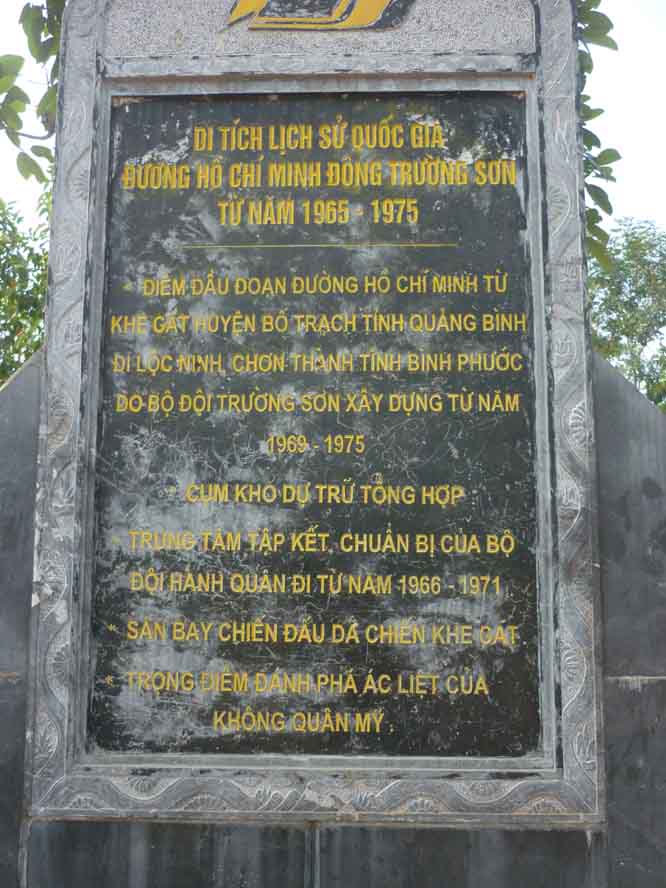 DI TÍCH LỊCH SỬ QUỐC GIA
ĐƯỜNG HỒ CHÍ MINH ĐÔNG TRƯỜNG SƠN
TỪ NĂM 1965 - 1975
* ĐIỂM ĐẦU ĐOẠN ĐƯỜNG HỒ CHÍ MINH TỪ
KHE CÁT HUYỆN BỐ TRẠCH TỈNH QUẢNG BÌNH
ĐI LỘC NINH, CHƠN THÀNH TỈNH BÌNH PHƯỚC
DO BỘ ĐỘI TRƯỜNG SƠN XÂY DỰNG TỪ NĂM
1969 - 1975
* CỤM KHO DỰ TRỮ TỔNG HỢP
* TRUNG TÂM TẬP KẾT, CHUẨN BỊ CỦA BỘ
ĐỘI HÀNH QUÂN ĐI TỪ NĂM 1966 - 1971
* SÂN BAY CHIẾN ĐẤU DÃ CHIẾN KHE CÁT
* TRỌNG ĐIỂM ĐÁNH PHÁ ÁC LIỆT CỦA
KHÔNG QUÂN MỸ.